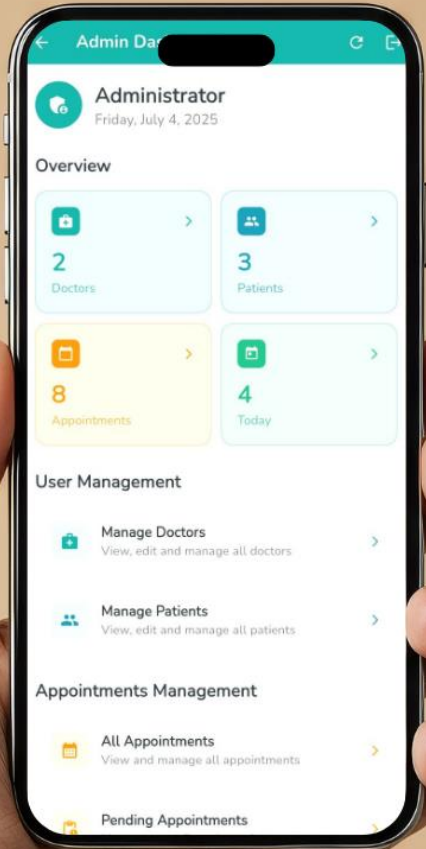 Admin Das
Administrator
Friday, July 4, 2025
Overview
2
Doctors
3
Patients
8
Appointments
4
Today
User Management
Manage Doctors
View, edit and manage all doctors
Manage Patients
View, edit and manage all patients
Appointments Management
All Appointments
View and manage all appointments
Pending Appointments